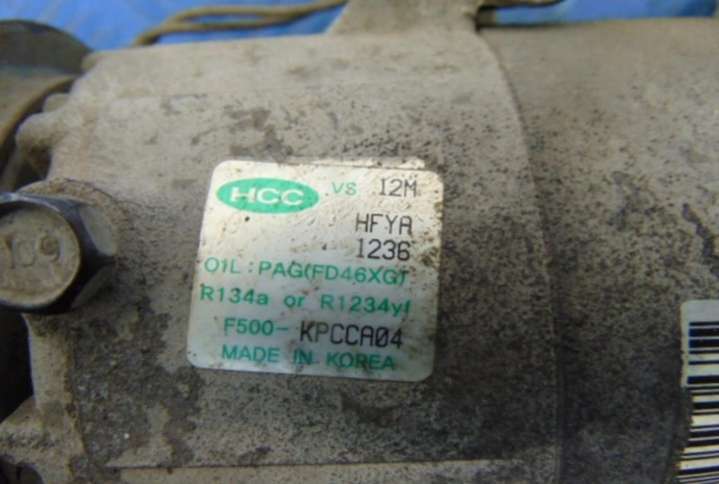 HCC VS 12M
HFYA
1236
OIL : PAG(FD46XG)
R134a or R1234yf
F500- KPCCA04
MADE IN KOREA